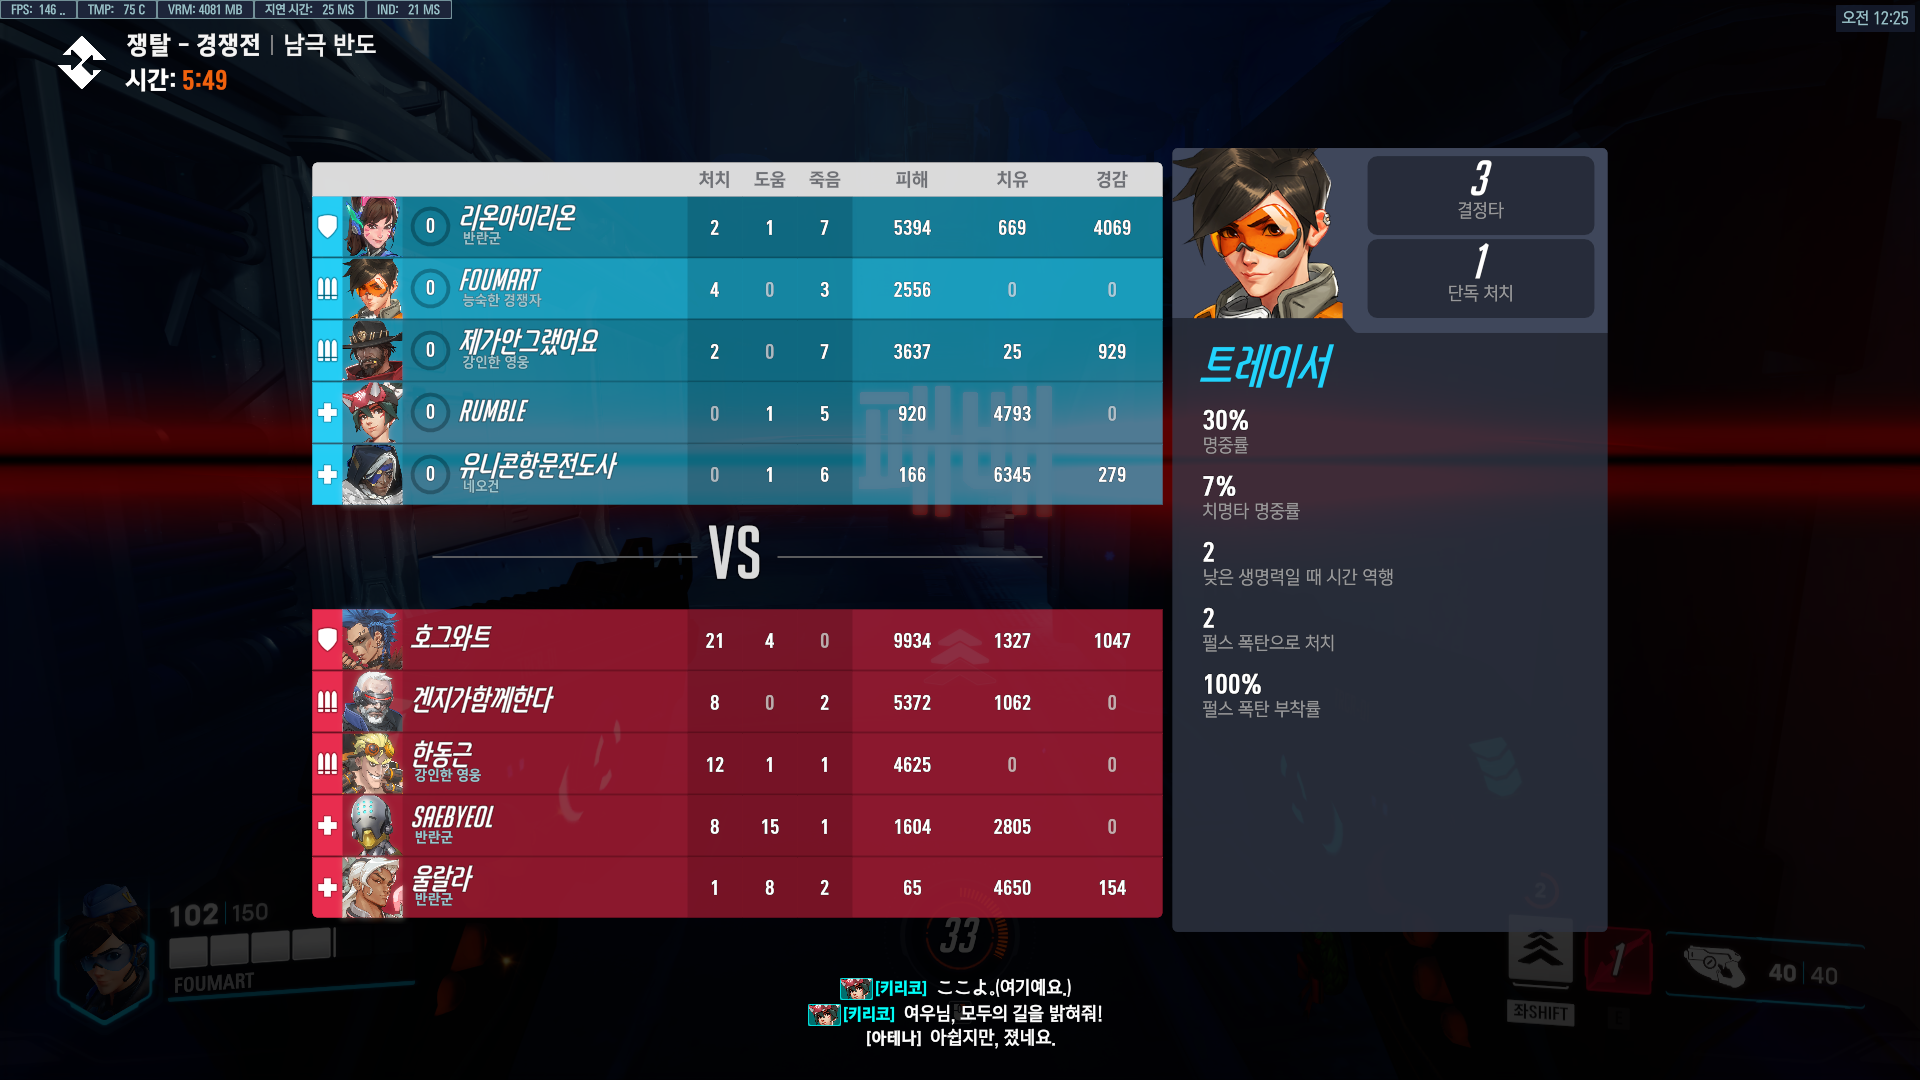 FPS: 146 .. TMP: 75 C VRM: 4081 MB 지연 시간: 25 MS IND: 21 MS
오전 12:25
쟁탈 - 경쟁전 | 남극 반도
시간: 5:49
처치 도움 죽음 피해 치유 경감
0 리온아이리온 2 1 7 5394 669 4069
반란군
0 FOUMART 4 0 3 2556 0 0
능숙한 경쟁자
0 제가안그랬어요 2 0 7 3637 25 929
강인한 영웅
0 RUMBLE 0 1 5 920 4793 0
0 유니콘항문전도사 0 1 6 166 6345 279
네오건
패배
VS
호그와트 21 4 0 9934 1327 1047
겐지가함께한다 8 0 2 5372 1062 0
한동근 12 1 1 4625 0 0
강인한 영웅
SAEBYEOL 8 15 1 1604 2805 0
반란군
울랄라 1 8 2 65 4650 154
반란군
3
결정타
1
단독 처치
트레이서
30%
명중률
7%
치명타 명중률
2
낮은 생명력일 때 시간 역행
2
펄스 폭탄으로 처치
100%
펄스 폭탄 부착률
102 | 150
FOUMART
33
2
좌SHIFT
1
E
40 | 40
[키리코] ここよ。(여기예요.)
[키리코] 여우님, 모두의 길을 밝혀줘!
[아테나] 아쉽지만, 졌네요.